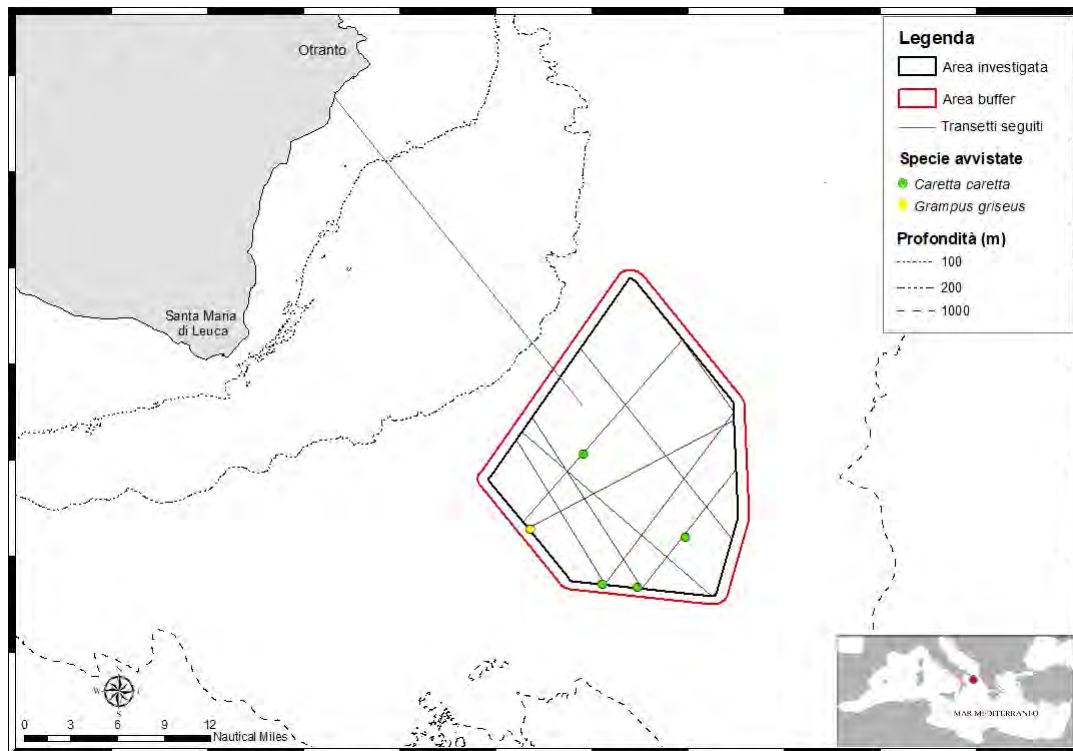 Otranto
Santa Maria
di Leuca
Legenda
Area investigata
Area buffer
Transetti seguiti
Specie avvistate
Caretta caretta
Grampus griseus
Profondità (m)
100
200
1000
N
W E
S
0 3 6 9 12
Nautical Miles
MAR MEDITERRANEO